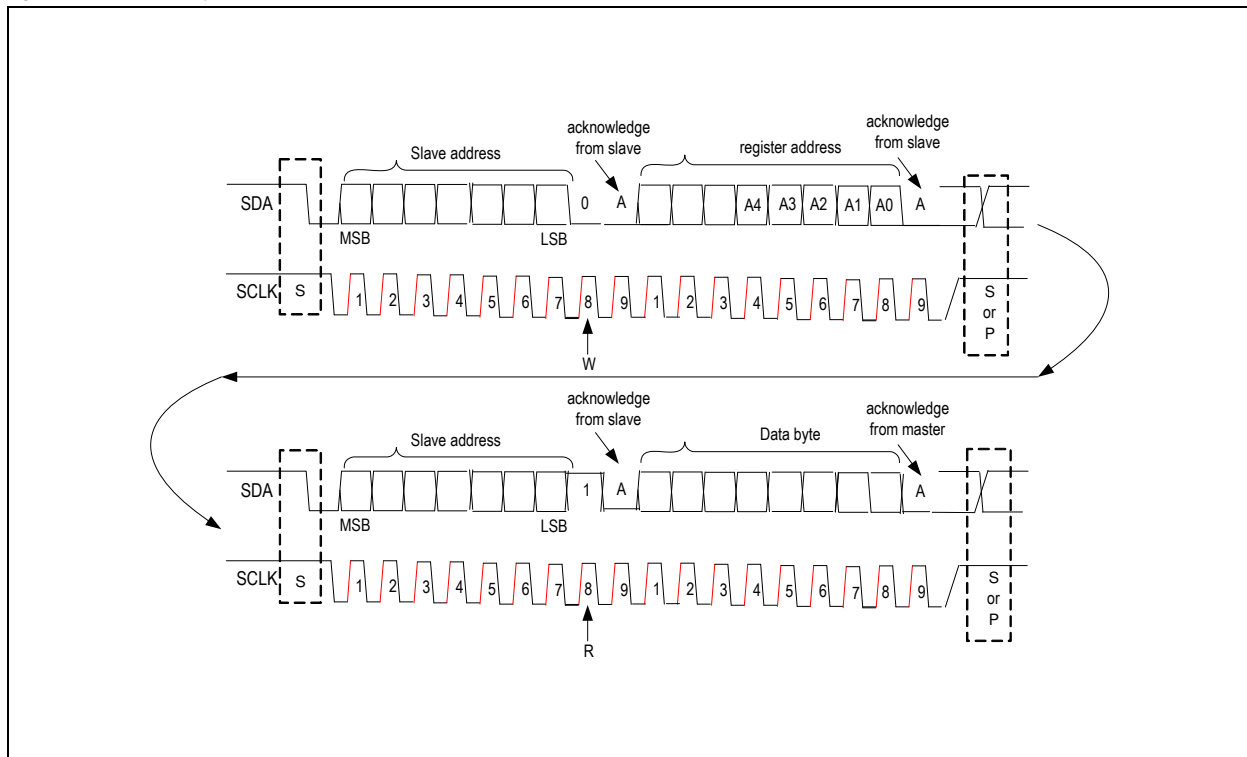 acknowledge
from slave
acknowledge
from slave
Slave address
register address
SDA
0
A
A4
A3
A2
A1
A0
A
MSB
LSB
SCLK
S
1
2
3
4
5
6
7
8
9
1
2
3
4
5
6
7
8
9
S
or
P
W
acknowledge
from slave
acknowledge
from master
Slave address
Data byte
SDA
1
A
A
MSB
LSB
SCLK
S
1
2
3
4
5
6
7
8
9
1
2
3
4
5
6
7
8
9
S
or
P
R